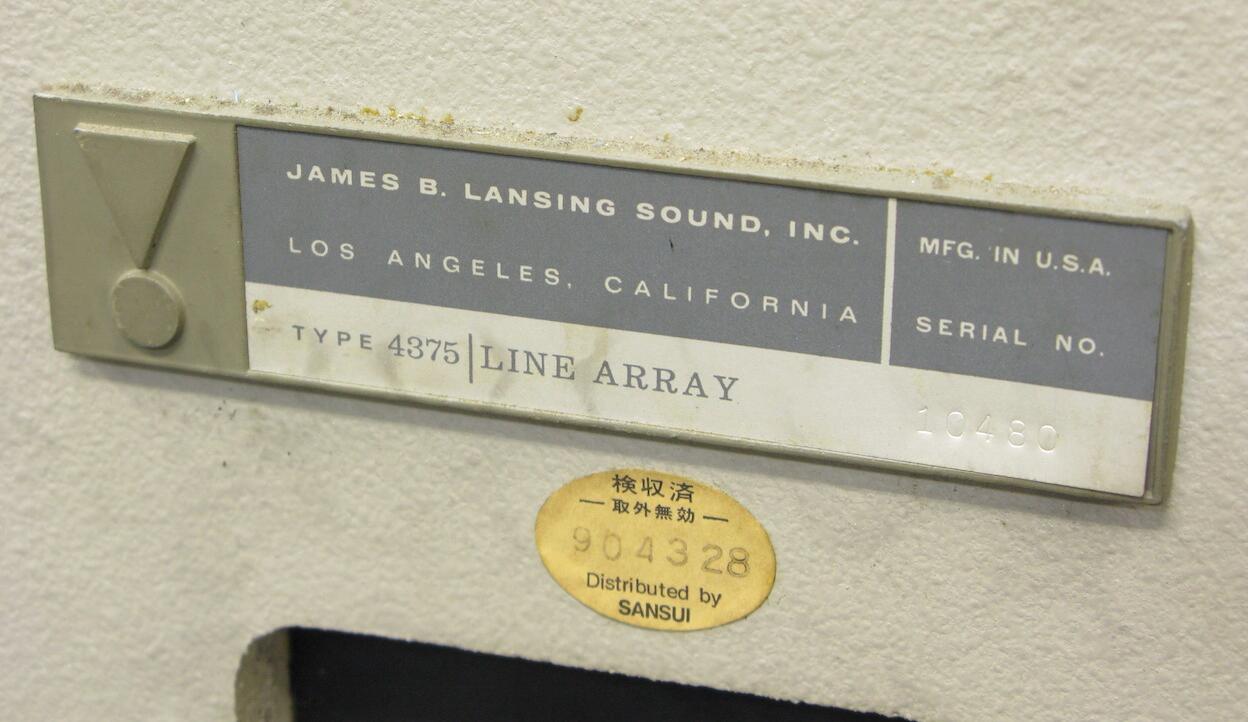 JAMES B. LANSING SOUND, INC.
LOS ANGELES, CALIFORNIA
TYPE 4375 | LINE ARRAY
MFG. IN U.S.A.
SERIAL NO.
10480
検収済
— 取外無効 —
904328
Distributed by
SANSUI